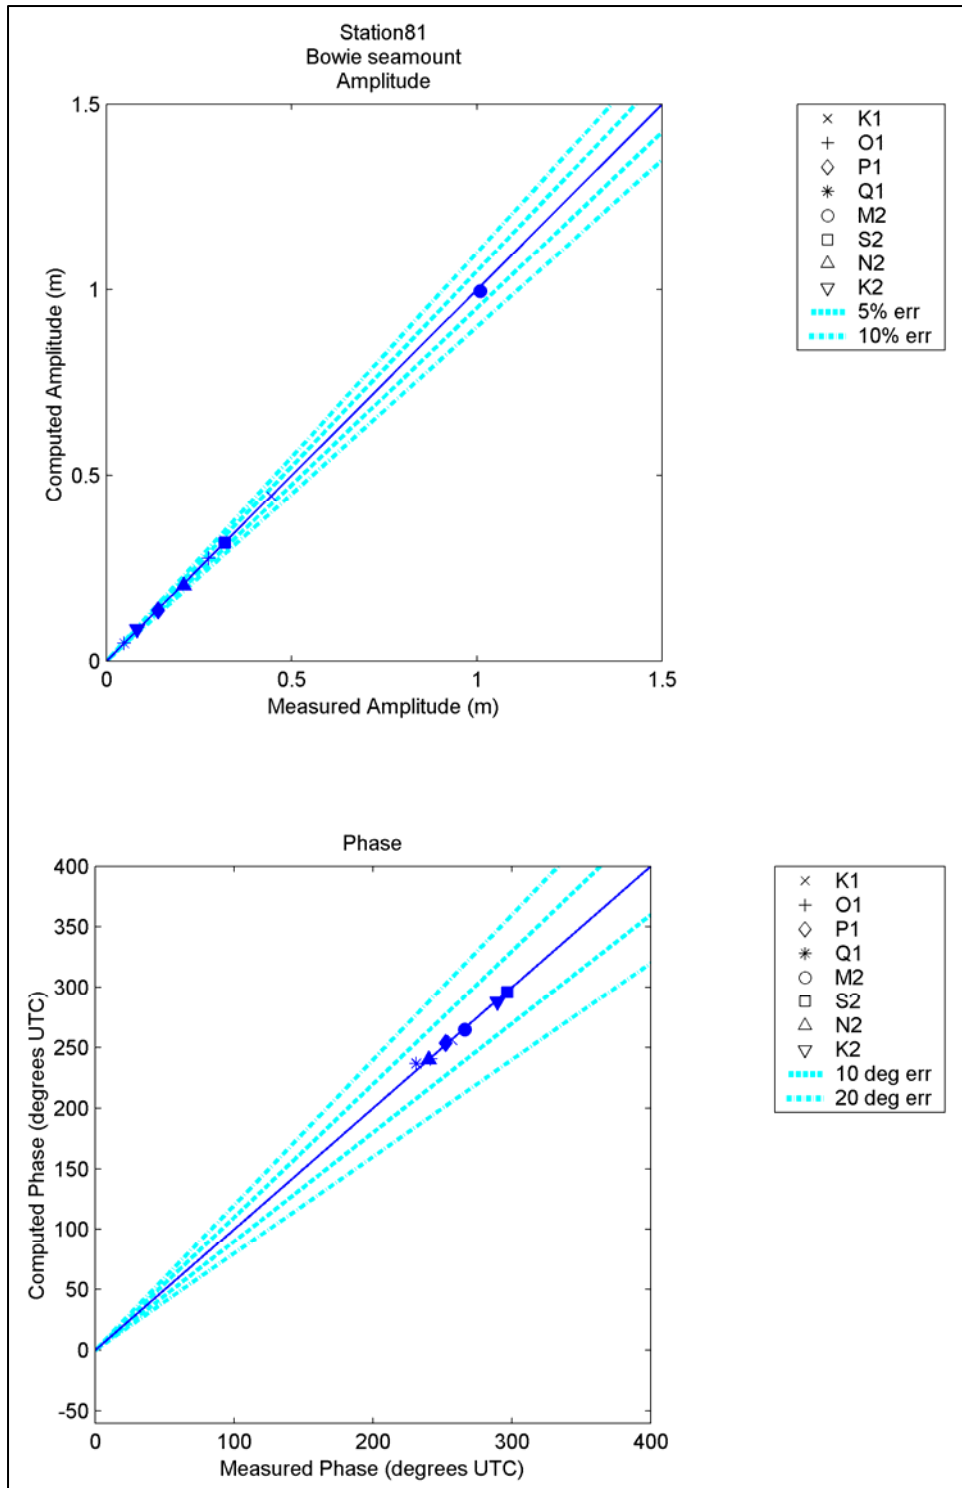 Station81
Bowie seamount
Amplitude
1.5
1
0.5
0
Computed Amplitude (m)
0
0.5
1
1.5
Measured Amplitude (m)
K1
O1
P1
Q1
M2
S2
N2
K2
5% err
10% err
Phase
400
350
300
250
200
150
100
50
0
-50
Computed Phase (degrees UTC)
0
100
200
300
400
Measured Phase (degrees UTC)
K1
O1
P1
Q1
M2
S2
N2
K2
10 deg err
20 deg err